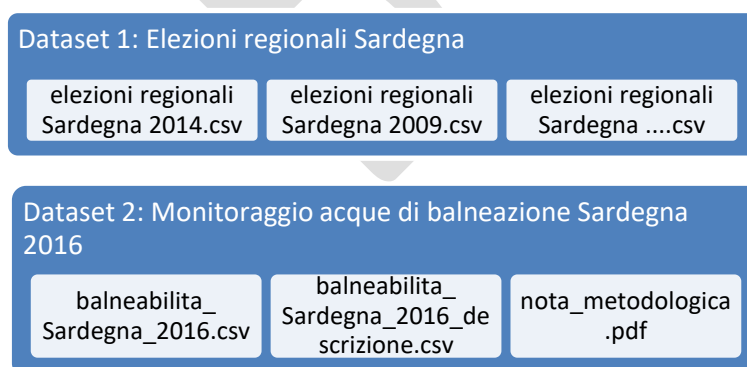 Dataset 1: Elezioni regionali Sardegna
elezioni regionali
Sardegna 2014.csv
elezioni regionali
Sardegna 2009.csv
elezioni regionali
Sardegna ....csv
Dataset 2: Monitoraggio acque di balneazione Sardegna
2016
balneabilita_
Sardegna_2016.csv
balneabilita_
Sardegna_2016_de
scrizione.csv
nota_metodologica
.pdf